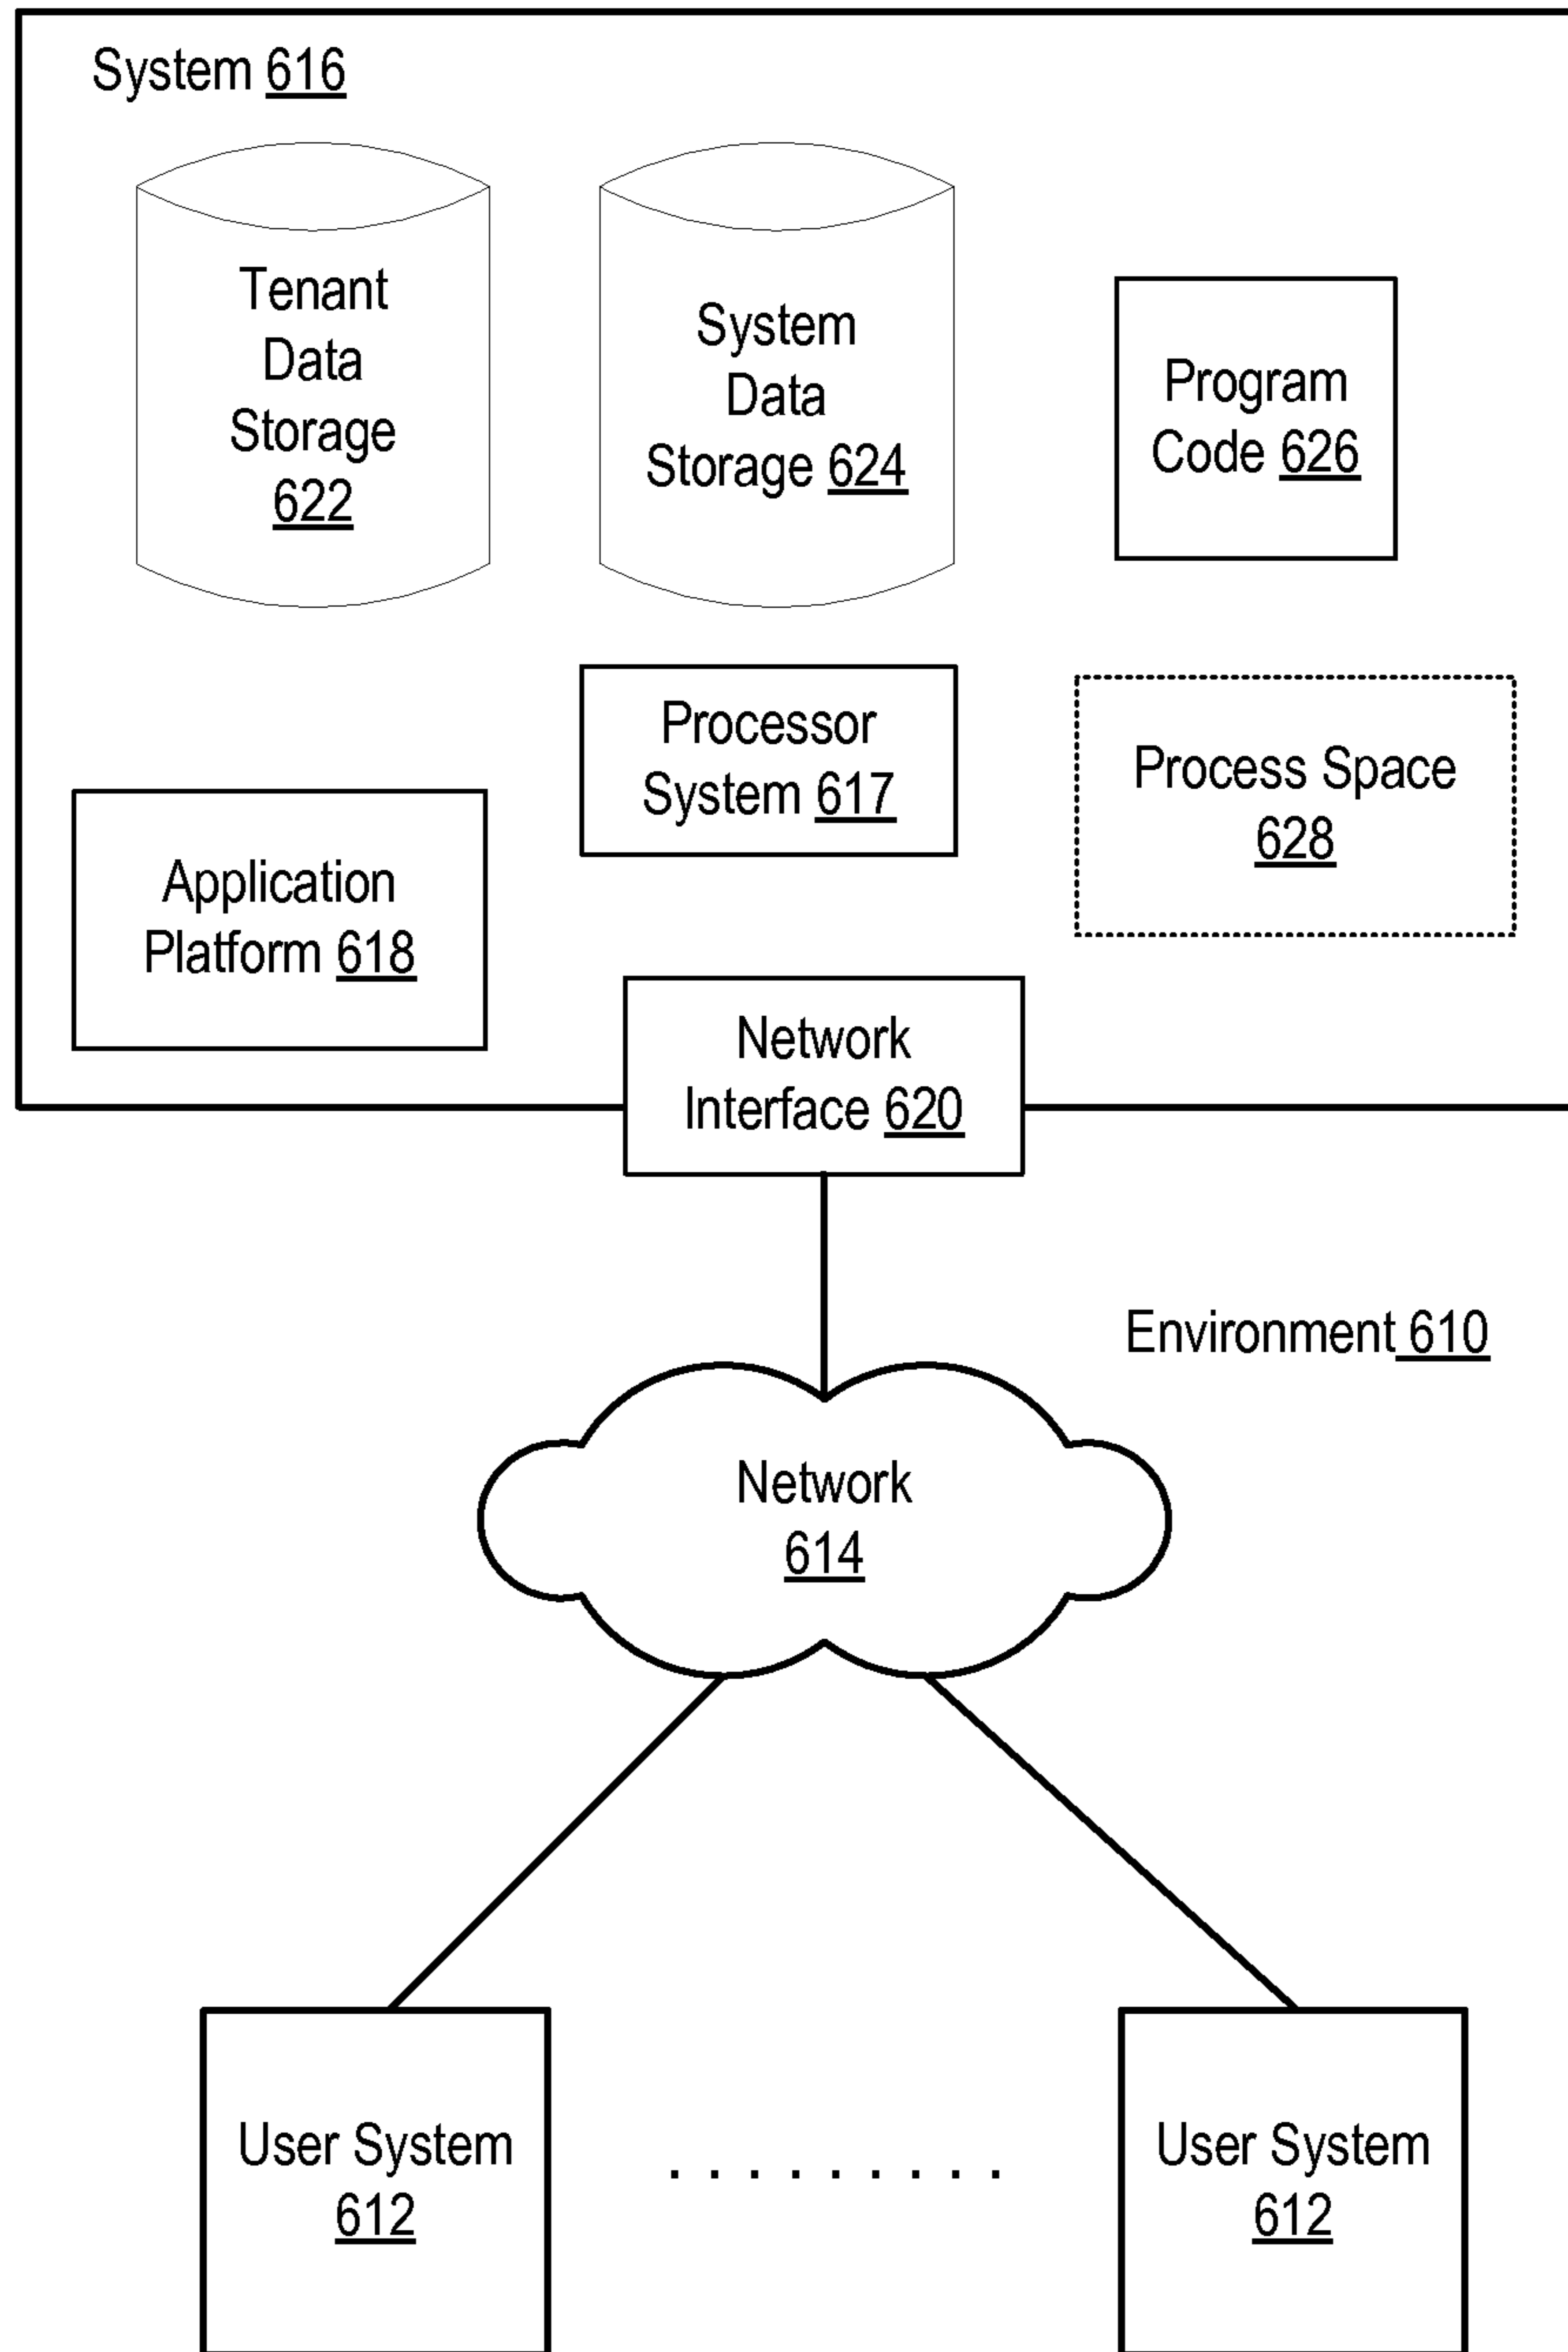 System 616
Tenant
Data
Storage
622
System
Data
Storage 624
Program
Code 626
Processor
System 617
Process Space
628
Application
Platform 618
Network
Interface 620
Environment 610
Network
614
User System
612
. . . . . . . . .
User System
612